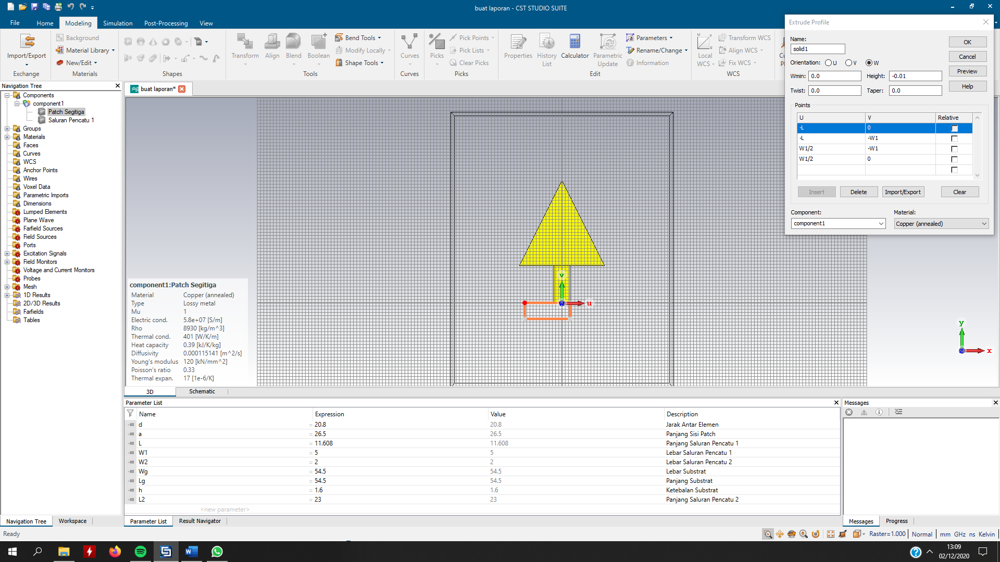 buat laporan - CST STUDIO SUITE
File Home Modeling Simulation Post-Processing View
Import/Export
Exchange
Background
Material Library
New/Edit
Materials
Shapes
Transform
Align
Blend
Boolean
Bend Tools
Modify Locally
Shape Tools
Tools
Curves
Curves
Picks
Pick Points
Pick Lists
Clear Picks
Picks
Properties
History
List
Calculator
Parametric
Update
Parameters
Rename/Change
Information
Edit
Local
WCS
Transform WCS
Align WCS
Fix WCS
WCS
Extrude Profile
Name:
solid1
OK
Orientation: U V W
Cancel
Wmin: 0.0 Height: -0.01
Preview
Twist: 0.0 Taper: 0.0
Help
Points
U V Relative
-L 0
-L -W1
W1/2 -W1
W1/2 0
Insert Delete Import/Export Clear
Component: Material:
component1 Copper (annealed)
Navigation Tree
Components
component1
Patch Segitiga
Saluran Pencatu 1
Groups
Materials
Faces
Curves
WCS
Anchor Points
Wires
Voxel Data
Parametric Imports
Dimensions
Lumped Elements
Plane Wave
Farfield Sources
Field Sources
Ports
Excitation Signals
Field Monitors
Voltage and Current Monitors
Probes
Mesh
1D Results
2D/3D Results
Farfields
Tables
Navigation Tree Workspace
buat laporan*
v
w
u
y
z
x
component1:Patch Segitiga
Material Copper (annealed)
Type Lossy metal
Mu 1
Electric cond. 5.8e+07 [S/m]
Rho 8930 [kg/m^3]
Thermal cond. 401 [W/K/m]
Heat capacity 0.39 [kJ/K/kg]
Diffusivity 0.000115141 [m^2/s]
Young's modulus 120 [kN/mm^2]
Poisson's ratio 0.33
Thermal expan. 17 [1e-6/K]
3D Schematic
Parameter List
Name Expression Value Description
d = 20.8 20.8 Jarak Antar Elemen
a = 26.5 26.5 Panjang Sisi Patch
L = 11.608 11.608 Panjang Saluran Pencatu 1
W1 = 5 5 Lebar Saluran Pencatu 1
W2 = 2 2 Lebar Saluran Pencatu 2
Wg = 54.5 54.5 Lebar Substrat
Lg = 54.5 54.5 Panjang Substrat
h = 1.6 1.6 Ketebalan Substrat
L2 = 23 23 Panjang Saluran Pencatu 2
<new parameter>
Parameter List Result Navigator
Messages
Messages Progress
Ready
Raster=1.000 Normal mm GHz ns Kelvin
13:09
02/12/2020